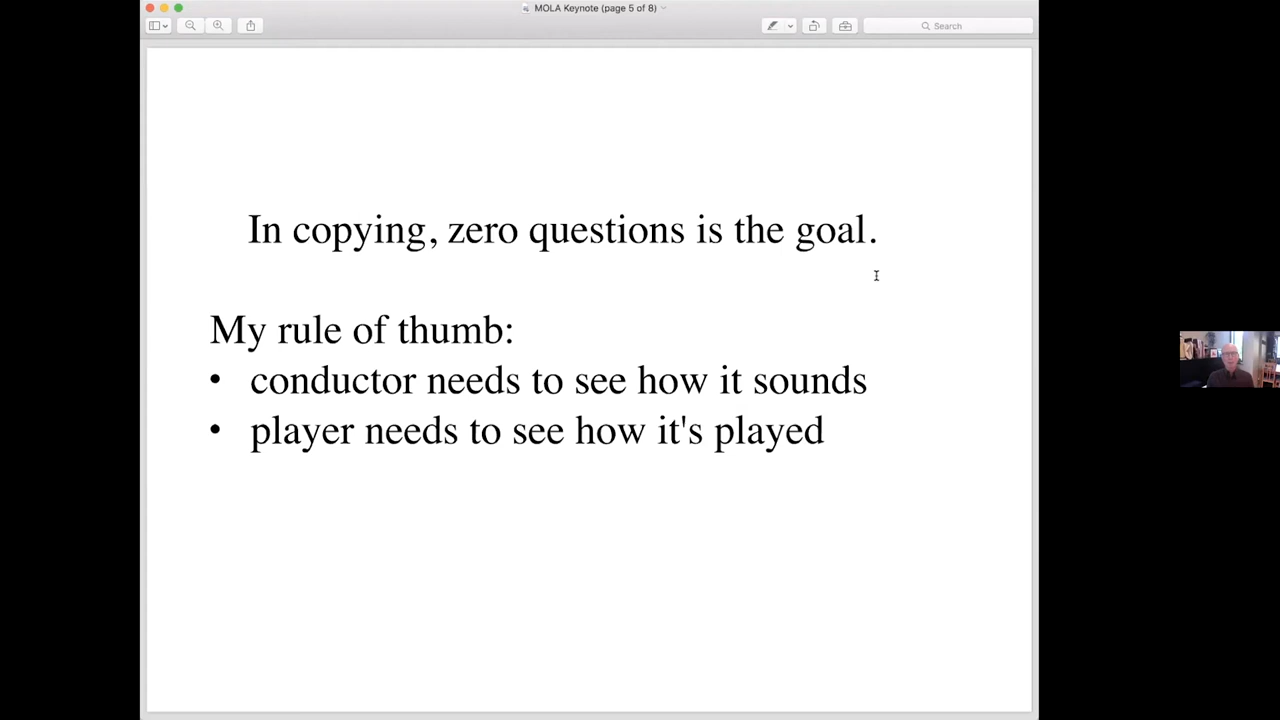 MOLA Keynote (page 5 of 8)
Search
In copying, zero questions is the goal.
My rule of thumb:
• conductor needs to see how it sounds
• player needs to see how it's played